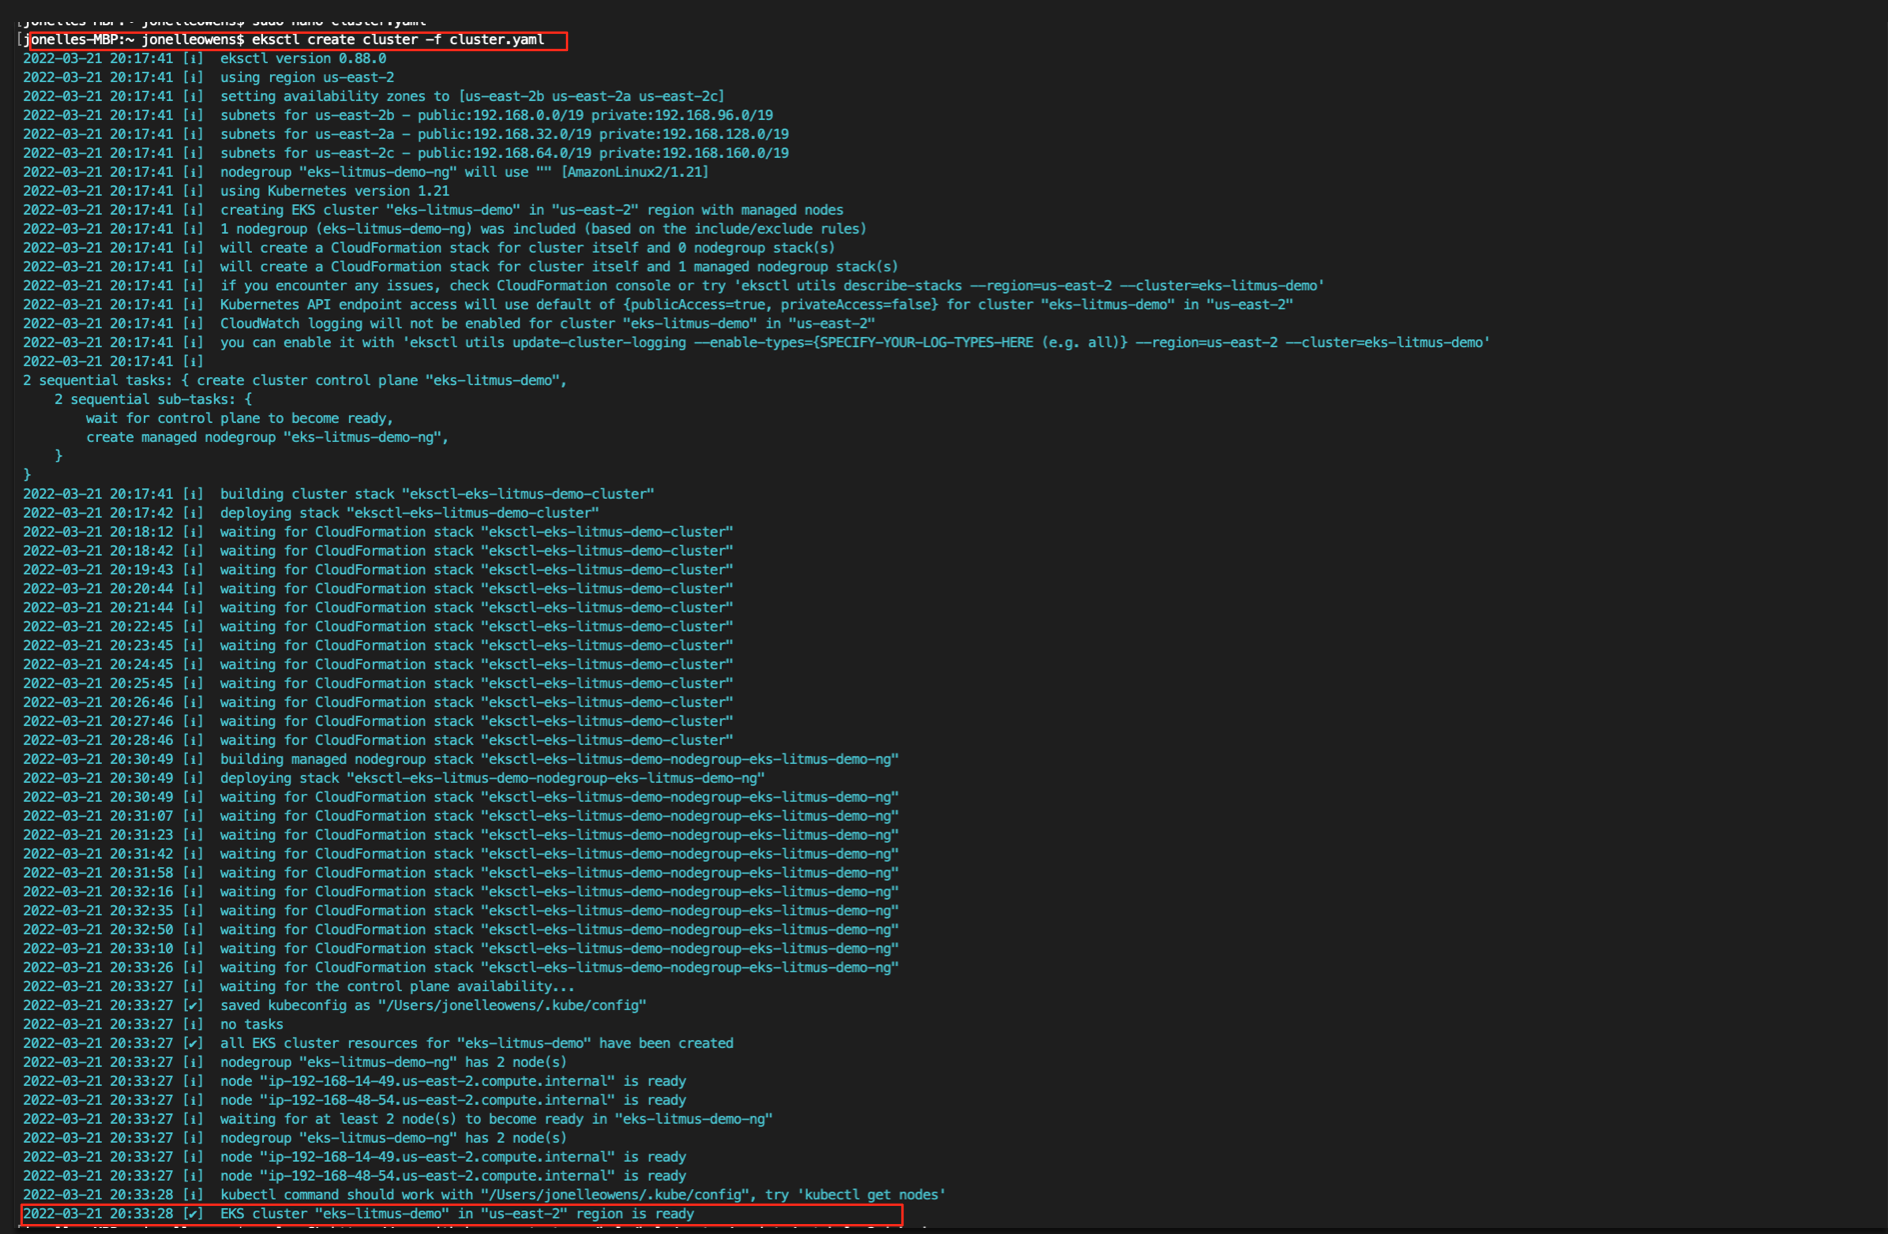 jonelles-MBP:~ jonelleowens$ sudo nano cluster.yaml
[jonelles-MBP:~ jonelleowens$ eksctl create cluster -f cluster.yaml
2022-03-21 20:17:41 [ℹ]  eksctl version 0.88.0
2022-03-21 20:17:41 [ℹ]  using region us-east-2
2022-03-21 20:17:41 [ℹ]  setting availability zones to [us-east-2b us-east-2a us-east-2c]
2022-03-21 20:17:41 [ℹ]  subnets for us-east-2b - public:192.168.0.0/19 private:192.168.96.0/19
2022-03-21 20:17:41 [ℹ]  subnets for us-east-2a - public:192.168.32.0/19 private:192.168.128.0/19
2022-03-21 20:17:41 [ℹ]  subnets for us-east-2c - public:192.168.64.0/19 private:192.168.160.0/19
2022-03-21 20:17:41 [ℹ]  nodegroup "eks-litmus-demo-ng" will use "" [AmazonLinux2/1.21]
2022-03-21 20:17:41 [ℹ]  using Kubernetes version 1.21
2022-03-21 20:17:41 [ℹ]  creating EKS cluster "eks-litmus-demo" in "us-east-2" region with managed nodes
2022-03-21 20:17:41 [ℹ]  1 nodegroup (eks-litmus-demo-ng) was included (based on the include/exclude rules)
2022-03-21 20:17:41 [ℹ]  will create a CloudFormation stack for cluster itself and 0 nodegroup stack(s)
2022-03-21 20:17:41 [ℹ]  will create a CloudFormation stack for cluster itself and 1 managed nodegroup stack(s)
2022-03-21 20:17:41 [ℹ]  if you encounter any issues, check CloudFormation console or try 'eksctl utils describe-stacks --region=us-east-2 --cluster=eks-litmus-demo'
2022-03-21 20:17:41 [ℹ]  Kubernetes API endpoint access will use default of {publicAccess=true, privateAccess=false} for cluster "eks-litmus-demo" in "us-east-2"
2022-03-21 20:17:41 [ℹ]  CloudWatch logging will not be enabled for cluster "eks-litmus-demo" in "us-east-2"
2022-03-21 20:17:41 [ℹ]  you can enable it with 'eksctl utils update-cluster-logging --enable-types={SPECIFY-YOUR-LOG-TYPES-HERE (e.g. all)} --region=us-east-2 --cluster=eks-litmus-demo'
2022-03-21 20:17:41 [ℹ]
2 sequential tasks: { create cluster control plane "eks-litmus-demo",
    2 sequential sub-tasks: {
        wait for control plane to become ready,
        create managed nodegroup "eks-litmus-demo-ng",
    }
}
2022-03-21 20:17:41 [ℹ]  building cluster stack "eksctl-eks-litmus-demo-cluster"
2022-03-21 20:17:42 [ℹ]  deploying stack "eksctl-eks-litmus-demo-cluster"
2022-03-21 20:18:12 [ℹ]  waiting for CloudFormation stack "eksctl-eks-litmus-demo-cluster"
2022-03-21 20:18:42 [ℹ]  waiting for CloudFormation stack "eksctl-eks-litmus-demo-cluster"
2022-03-21 20:19:43 [ℹ]  waiting for CloudFormation stack "eksctl-eks-litmus-demo-cluster"
2022-03-21 20:20:44 [ℹ]  waiting for CloudFormation stack "eksctl-eks-litmus-demo-cluster"
2022-03-21 20:21:44 [ℹ]  waiting for CloudFormation stack "eksctl-eks-litmus-demo-cluster"
2022-03-21 20:22:45 [ℹ]  waiting for CloudFormation stack "eksctl-eks-litmus-demo-cluster"
2022-03-21 20:23:45 [ℹ]  waiting for CloudFormation stack "eksctl-eks-litmus-demo-cluster"
2022-03-21 20:24:45 [ℹ]  waiting for CloudFormation stack "eksctl-eks-litmus-demo-cluster"
2022-03-21 20:25:45 [ℹ]  waiting for CloudFormation stack "eksctl-eks-litmus-demo-cluster"
2022-03-21 20:26:46 [ℹ]  waiting for CloudFormation stack "eksctl-eks-litmus-demo-cluster"
2022-03-21 20:27:46 [ℹ]  waiting for CloudFormation stack "eksctl-eks-litmus-demo-cluster"
2022-03-21 20:28:46 [ℹ]  waiting for CloudFormation stack "eksctl-eks-litmus-demo-cluster"
2022-03-21 20:30:49 [ℹ]  building managed nodegroup stack "eksctl-eks-litmus-demo-nodegroup-eks-litmus-demo-ng"
2022-03-21 20:30:49 [ℹ]  deploying stack "eksctl-eks-litmus-demo-nodegroup-eks-litmus-demo-ng"
2022-03-21 20:30:49 [ℹ]  waiting for CloudFormation stack "eksctl-eks-litmus-demo-nodegroup-eks-litmus-demo-ng"
2022-03-21 20:31:07 [ℹ]  waiting for CloudFormation stack "eksctl-eks-litmus-demo-nodegroup-eks-litmus-demo-ng"
2022-03-21 20:31:23 [ℹ]  waiting for CloudFormation stack "eksctl-eks-litmus-demo-nodegroup-eks-litmus-demo-ng"
2022-03-21 20:31:42 [ℹ]  waiting for CloudFormation stack "eksctl-eks-litmus-demo-nodegroup-eks-litmus-demo-ng"
2022-03-21 20:31:58 [ℹ]  waiting for CloudFormation stack "eksctl-eks-litmus-demo-nodegroup-eks-litmus-demo-ng"
2022-03-21 20:32:16 [ℹ]  waiting for CloudFormation stack "eksctl-eks-litmus-demo-nodegroup-eks-litmus-demo-ng"
2022-03-21 20:32:35 [ℹ]  waiting for CloudFormation stack "eksctl-eks-litmus-demo-nodegroup-eks-litmus-demo-ng"
2022-03-21 20:32:50 [ℹ]  waiting for CloudFormation stack "eksctl-eks-litmus-demo-nodegroup-eks-litmus-demo-ng"
2022-03-21 20:33:10 [ℹ]  waiting for CloudFormation stack "eksctl-eks-litmus-demo-nodegroup-eks-litmus-demo-ng"
2022-03-21 20:33:26 [ℹ]  waiting for CloudFormation stack "eksctl-eks-litmus-demo-nodegroup-eks-litmus-demo-ng"
2022-03-21 20:33:27 [ℹ]  waiting for the control plane availability...
2022-03-21 20:33:27 [✔]  saved kubeconfig as "/Users/jonelleowens/.kube/config"
2022-03-21 20:33:27 [ℹ]  no tasks
2022-03-21 20:33:27 [✔]  all EKS cluster resources for "eks-litmus-demo" have been created
2022-03-21 20:33:27 [ℹ]  nodegroup "eks-litmus-demo-ng" has 2 node(s)
2022-03-21 20:33:27 [ℹ]  node "ip-192-168-14-49.us-east-2.compute.internal" is ready
2022-03-21 20:33:27 [ℹ]  node "ip-192-168-48-54.us-east-2.compute.internal" is ready
2022-03-21 20:33:27 [ℹ]  waiting for at least 2 node(s) to become ready in "eks-litmus-demo-ng"
2022-03-21 20:33:27 [ℹ]  nodegroup "eks-litmus-demo-ng" has 2 node(s)
2022-03-21 20:33:27 [ℹ]  node "ip-192-168-14-49.us-east-2.compute.internal" is ready
2022-03-21 20:33:27 [ℹ]  node "ip-192-168-48-54.us-east-2.compute.internal" is ready
2022-03-21 20:33:28 [ℹ]  kubectl command should work with "/Users/jonelleowens/.kube/config", try 'kubectl get nodes'
2022-03-21 20:33:28 [✔]  EKS cluster "eks-litmus-demo" in "us-east-2" region is ready